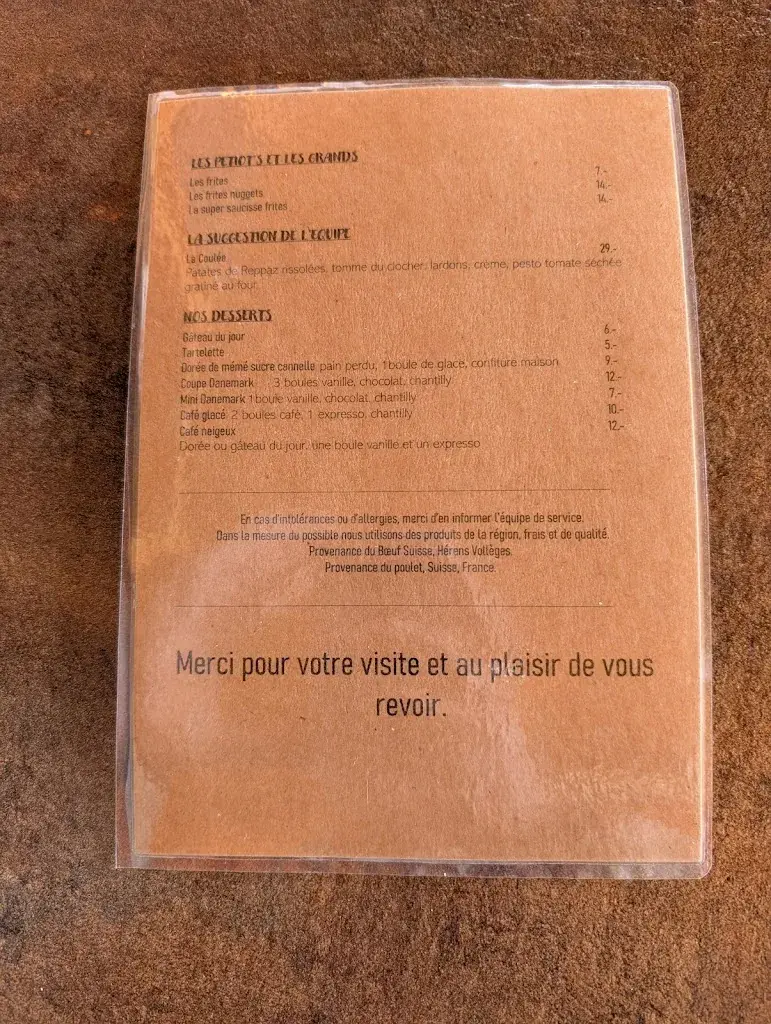 LES PETIOT'S ET LES GRANDS
Les frites 7.-
Les frites nuggets 14.-
La super saucisse frites 14.-
LA SUGGESTION DE L'EQUIPE
La Coulée 29.-
Patates de Reppaz rissolées, tomme du clocher, lardons, crème, pesto tomate séchée
gratiné au four.
NOS DESSERTS
Gâteau du jour 6.-
Tartelette 5.-
Dorée de mémé sucre cannelle pain perdu, 1boule de glace, confiture maison 9.-
Coupe Danemark 3 boules vanille, chocolat, chantilly 12.-
Mini Danemark 1 boule vanille, chocolat, chantilly 7.-
Café glacé 2 boules café, 1 expresso, chantilly 10.-
Café neigeux 12.-
Dorée ou gâteau du jour, une boule vanille et un expresso
En cas d'intolérances ou d'allergies, merci d'en informer l'équipe de service.
Dans la mesure du possible nous utilisons des produits de la région, frais et de qualité.
Provenance du Bœuf Suisse, Hérens Vollèges.
Provenance du poulet, Suisse, France.
Merci pour votre visite et au plaisir de vous
revoir.